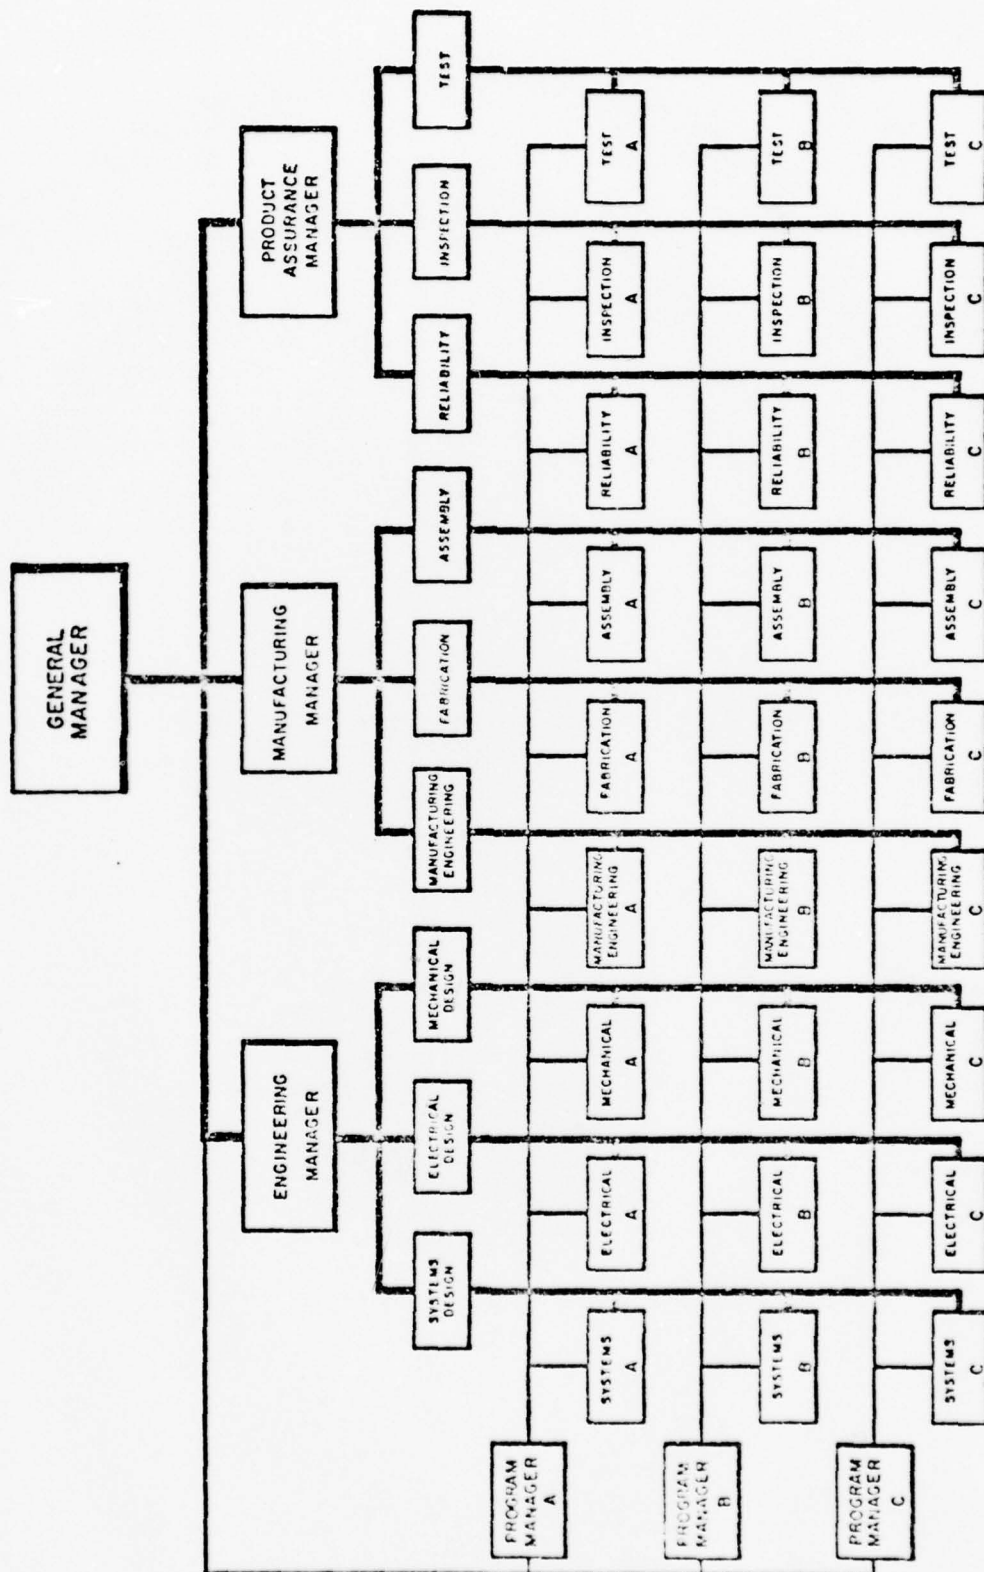 GENERAL
MANAGER
ENGINEERING
MANAGER
MANUFACTURING
MANAGER
PRODUCT
ASSURANCE
MANAGER
SYSTEMS
DESIGN
ELECTRICAL
DESIGN
MECHANICAL
DESIGN
MANUFACTURING
ENGINEERING
FABRICATION
ASSEMBLY
RELIABILITY
INSPECTION
TEST
PROGRAM
MANAGER
A
SYSTEMS
A
ELECTRICAL
A
MECHANICAL
A
MANUFACTURING
ENGINEERING
A
FABRICATION
A
ASSEMBLY
A
RELIABILITY
A
INSPECTION
A
TEST
A
PROGRAM
MANAGER
B
SYSTEMS
B
ELECTRICAL
B
MECHANICAL
B
MANUFACTURING
ENGINEERING
B
FABRICATION
B
ASSEMBLY
B
RELIABILITY
B
INSPECTION
B
TEST
B
PROGRAM
MANAGER
C
SYSTEMS
C
ELECTRICAL
C
MECHANICAL
C
MANUFACTURING
ENGINEERING
C
FABRICATION
C
ASSEMBLY
C
RELIABILITY
C
INSPECTION
C
TEST
C